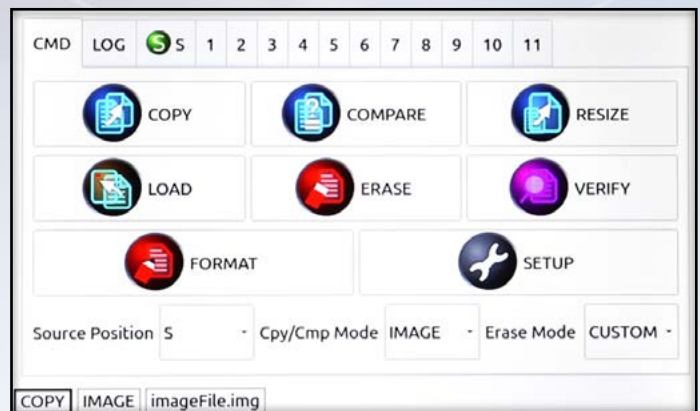 CMD LOG S S 1 2 3 4 5 6 7 8 9 10 11
COPY COMPARE RESIZE
LOAD ERASE VERIFY
FORMAT SETUP
Source Position S Cpy/Cmp Mode IMAGE Erase Mode CUSTOM
COPY IMAGE imageFile.img